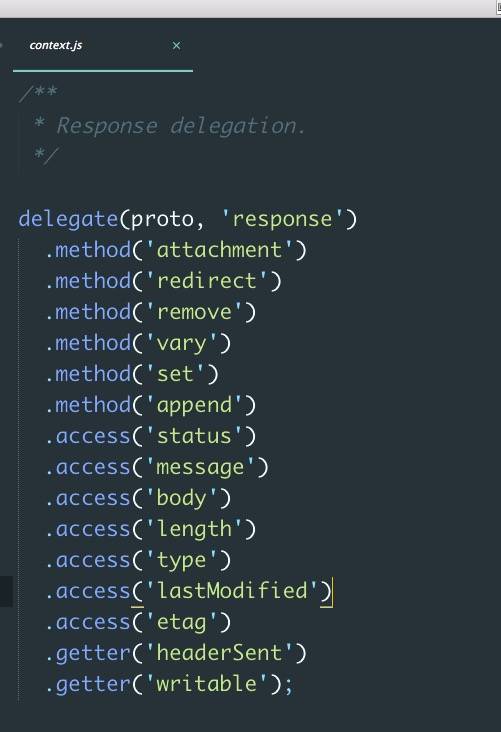 context.js ×
/**
 * Response delegation.
 */
delegate(proto, 'response')
  .method('attachment')
  .method('redirect')
  .method('remove')
  .method('vary')
  .method('set')
  .method('append')
  .access('status')
  .access('message')
  .access('body')
  .access('length')
  .access('type')
  .access('lastModified')
  .access('etag')
  .getter('headerSent')
  .getter('writable');